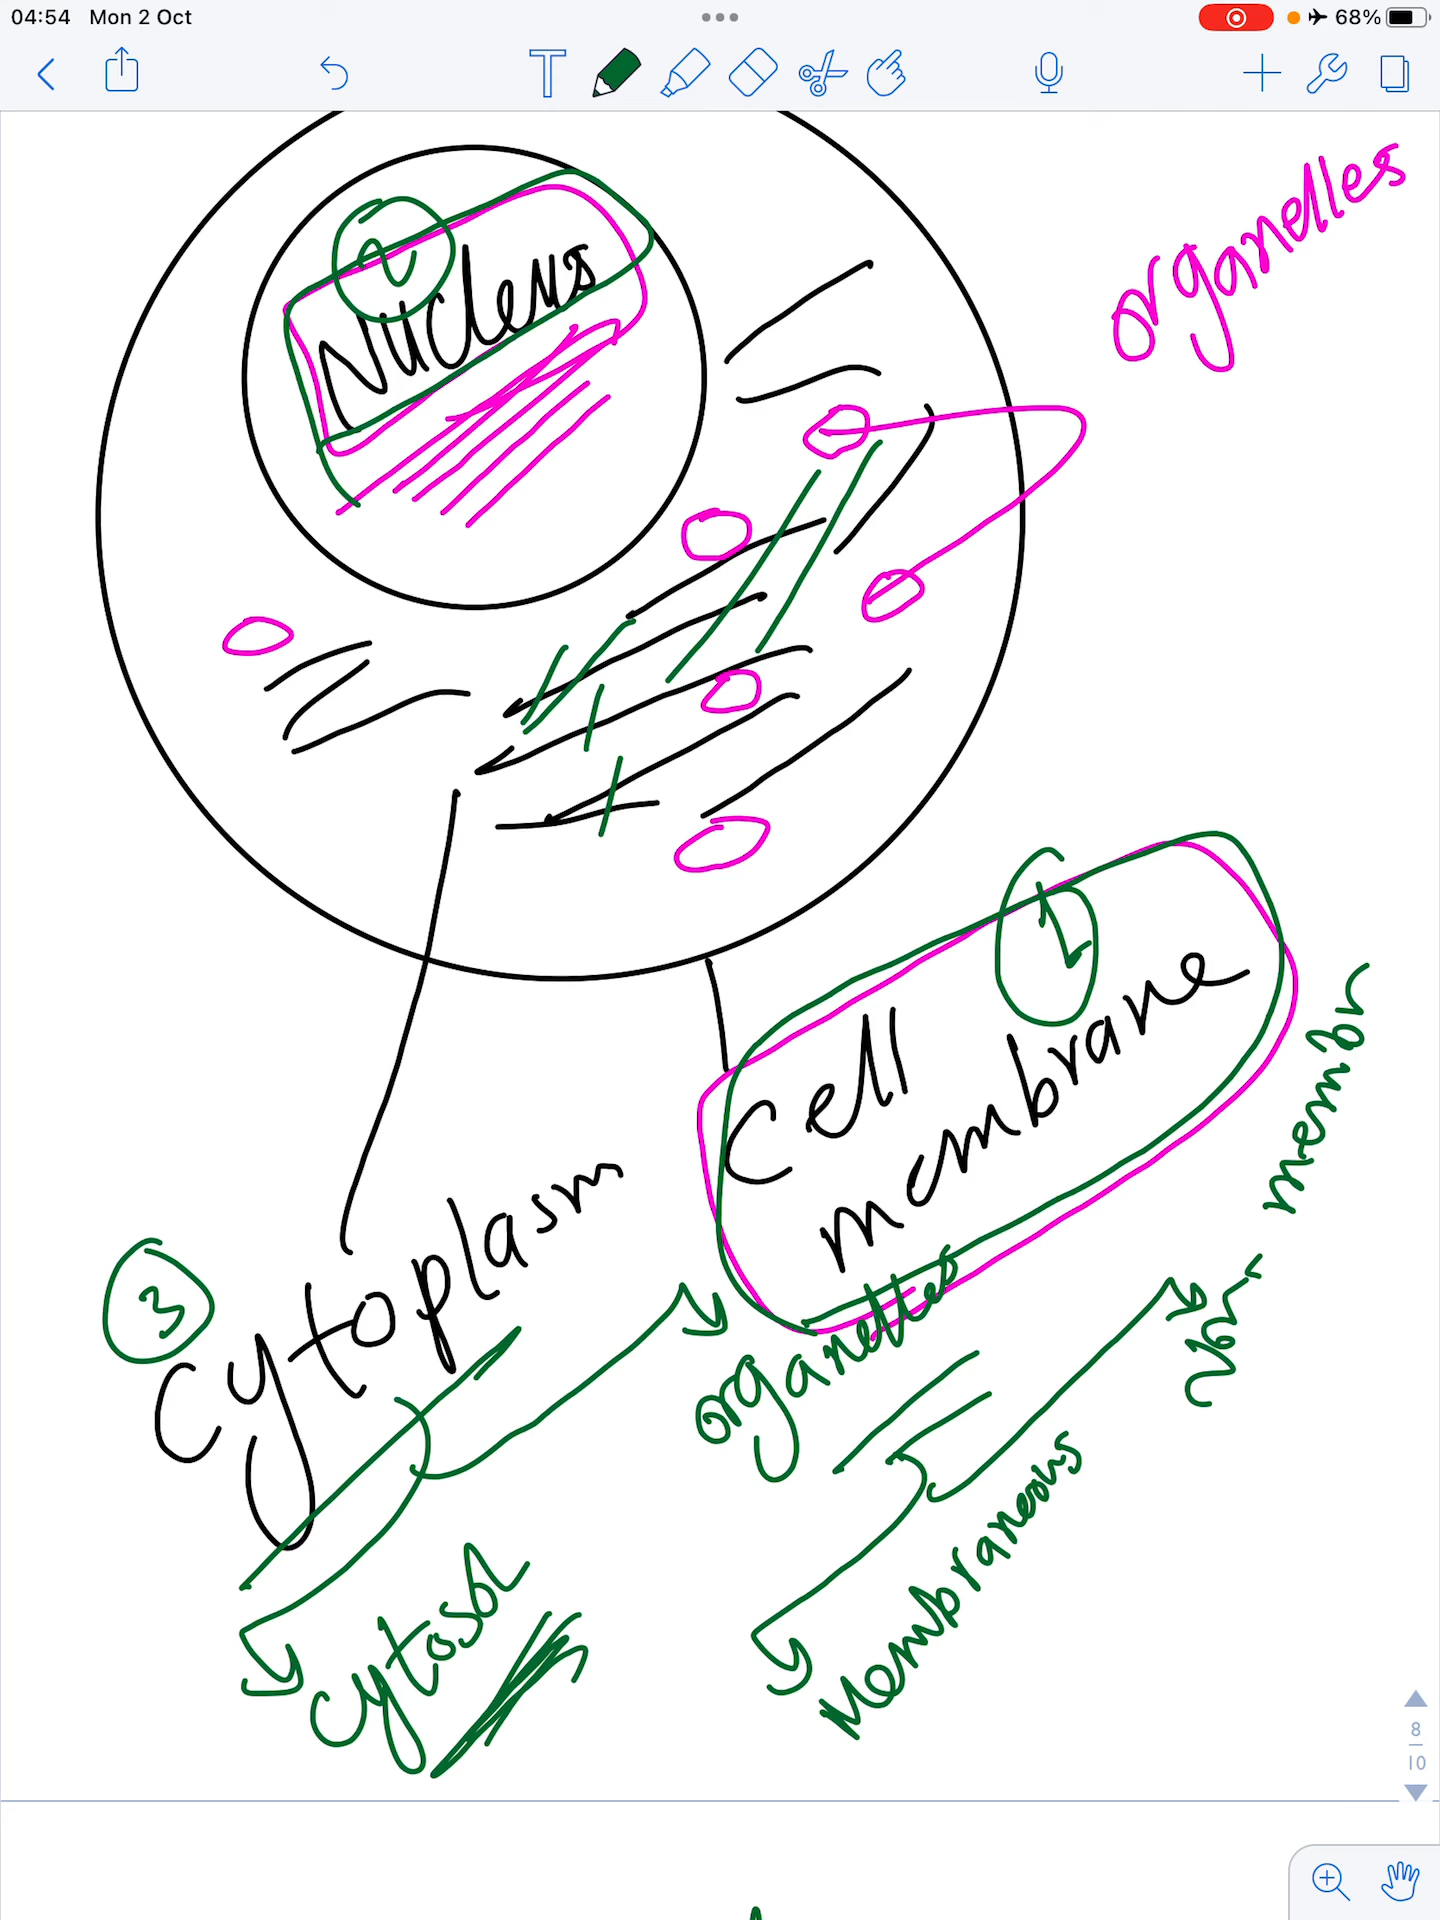 04:54 Mon 2 Oct
68%
T
organelles
Nucleus
1
Cell
membrane
membr
Non-
3
Cytoplasm
organelles
Membraneous
cytosol
8
10